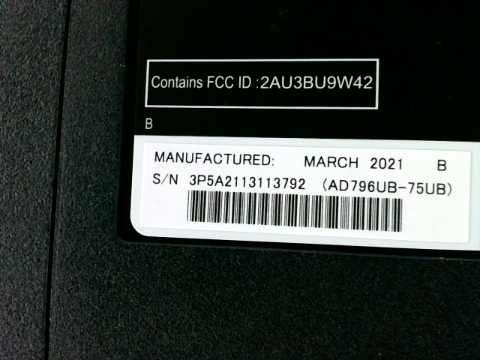 Contains FCC ID :2AU3BU9W42
B
MANUFACTURED: MARCH 2021 B
S/N 3P5A2113113792 (AD796UB-75UB)